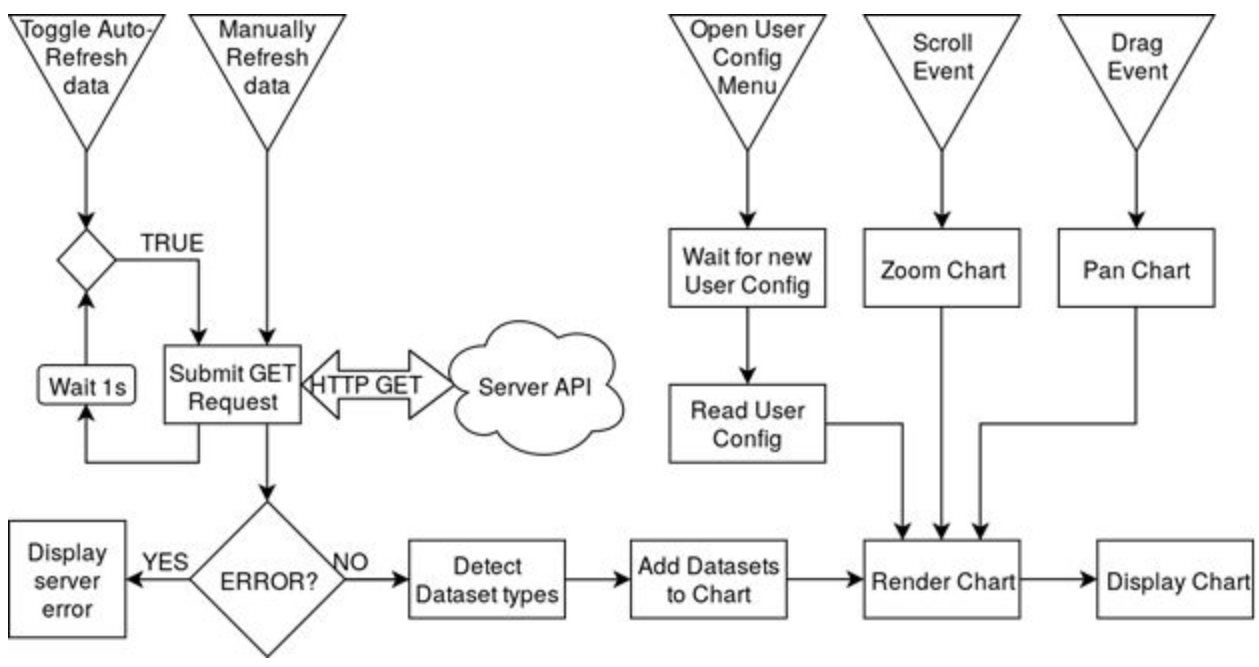 Toggle Auto-
Refresh
data
Manually
Refresh
data
Open User
Config
Menu
Scroll
Event
Drag
Event
TRUE
Wait for new
User Config
Zoom Chart
Pan Chart
Wait 1s
Submit GET
Request
HTTP GET
Server API
Read User
Config
Display
server
error
YES
ERROR?
NO
Detect
Dataset types
Add Datasets
to Chart
Render Chart
Display Chart